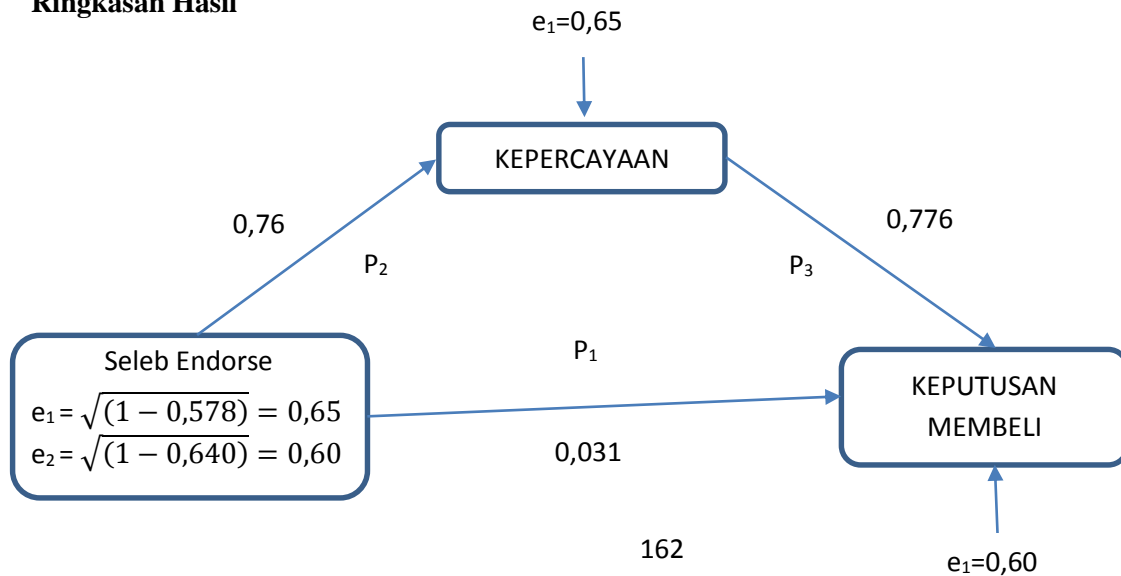 Ringkasan Hasil
e₁=0,65
KEPERCAYAAN
0,76
0,776
P₂
P₃
Seleb Endorse
e₁ = √(1 − 0,578) = 0,65
e₂ = √(1 − 0,640) = 0,60
P₁
0,031
KEPUTUSAN
MEMBELI
162
e₁=0,60